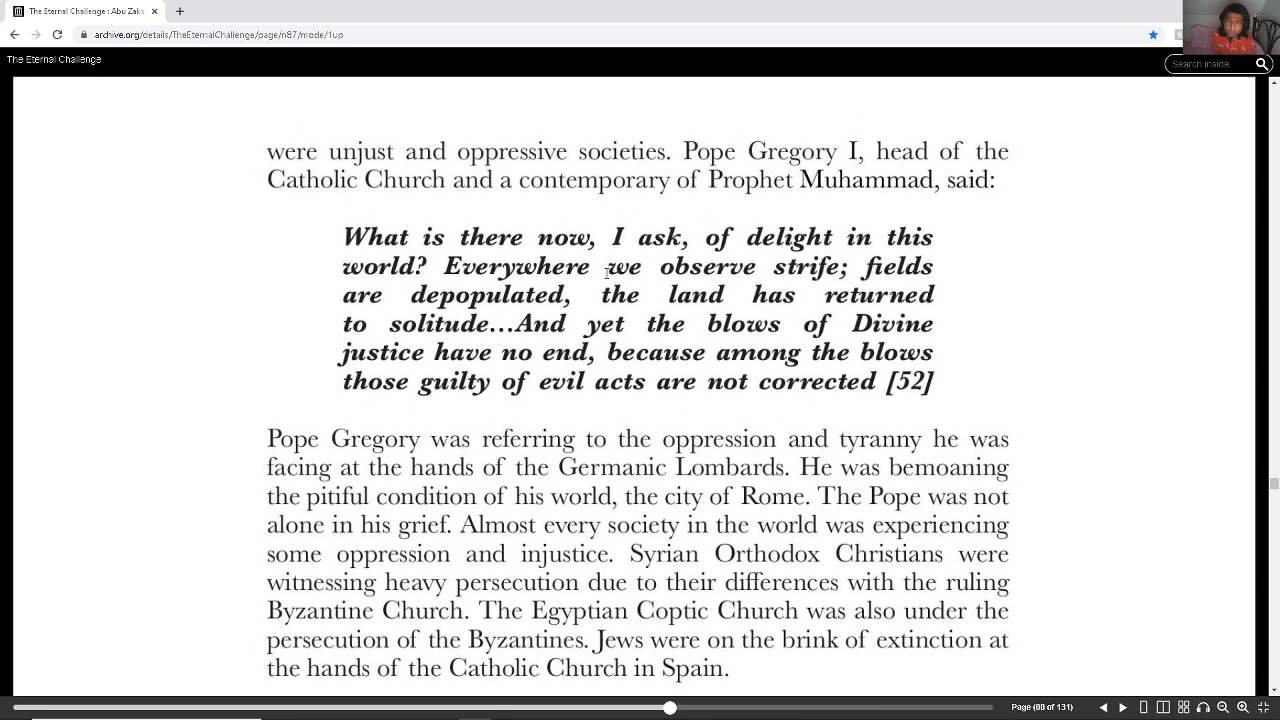 The Eternal Challenge : Abu Zaka
archive.org/details/TheEternalChallenge/page/n87/mode/1up
The Eternal Challenge
Search inside
were unjust and oppressive societies. Pope Gregory I, head of the
Catholic Church and a contemporary of Prophet Muhammad, said:
What is there now, I ask, of delight in this
world? Everywhere we observe strife; fields
are depopulated, the land has returned
to solitude...And yet the blows of Divine
justice have no end, because among the blows
those guilty of evil acts are not corrected [52]
Pope Gregory was referring to the oppression and tyranny he was
facing at the hands of the Germanic Lombards. He was bemoaning
the pitiful condition of his world, the city of Rome. The Pope was not
alone in his grief. Almost every society in the world was experiencing
some oppression and injustice. Syrian Orthodox Christians were
witnessing heavy persecution due to their differences with the ruling
Byzantine Church. The Egyptian Coptic Church was also under the
persecution of the Byzantines. Jews were on the brink of extinction at
the hands of the Catholic Church in Spain.
Page (88 of 131)